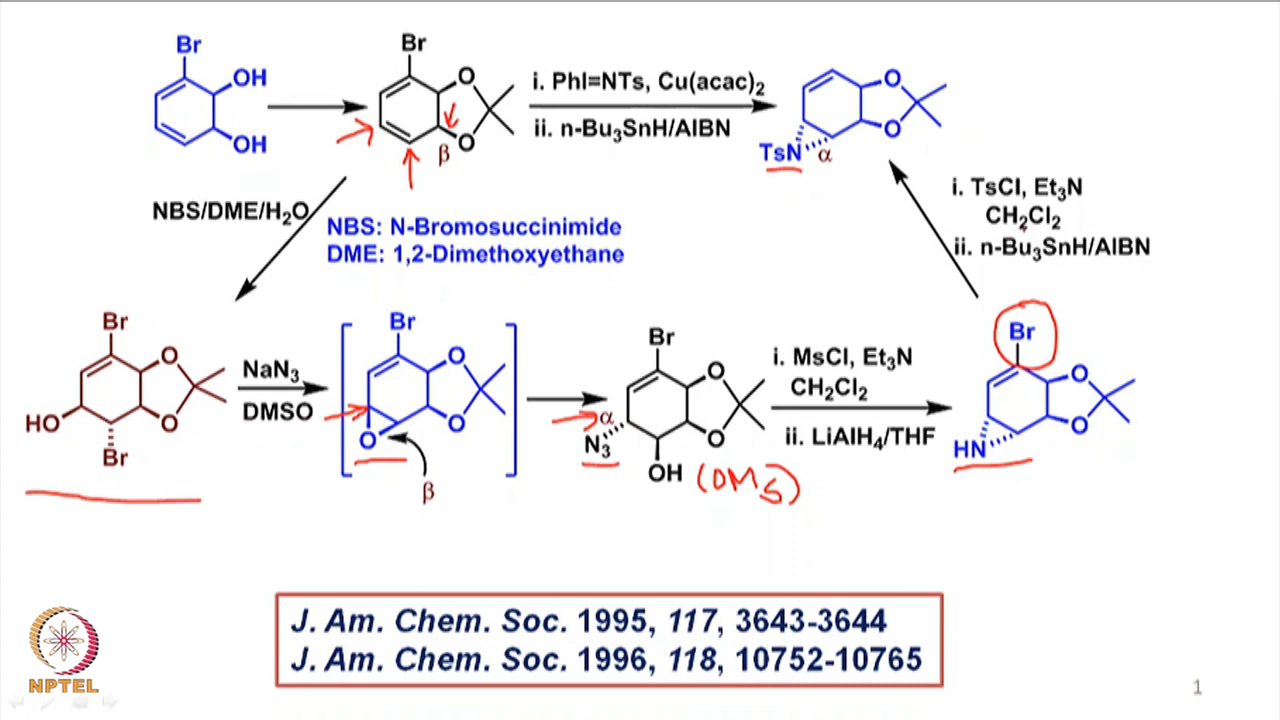 Br
OH
OH
Br
O
O
β
i. PhI=NTs, Cu(acac)2
ii. n-Bu3SnH/AIBN
O
O
TsN
α
NBS/DME/H2O
NBS: N-Bromosuccinimide
DME: 1,2-Dimethoxyethane
i. TsCl, Et3N
CH2Cl2
ii. n-Bu3SnH/AIBN
Br
O
O
HO
Br
NaN3
DMSO
Br
O
O
O
β
Br
O
O
α
N3
OH
(OMS)
i. MsCl, Et3N
CH2Cl2
ii. LiAlH4/THF
Br
O
O
HN
J. Am. Chem. Soc. 1995, 117, 3643-3644
J. Am. Chem. Soc. 1996, 118, 10752-10765
NPTEL
1